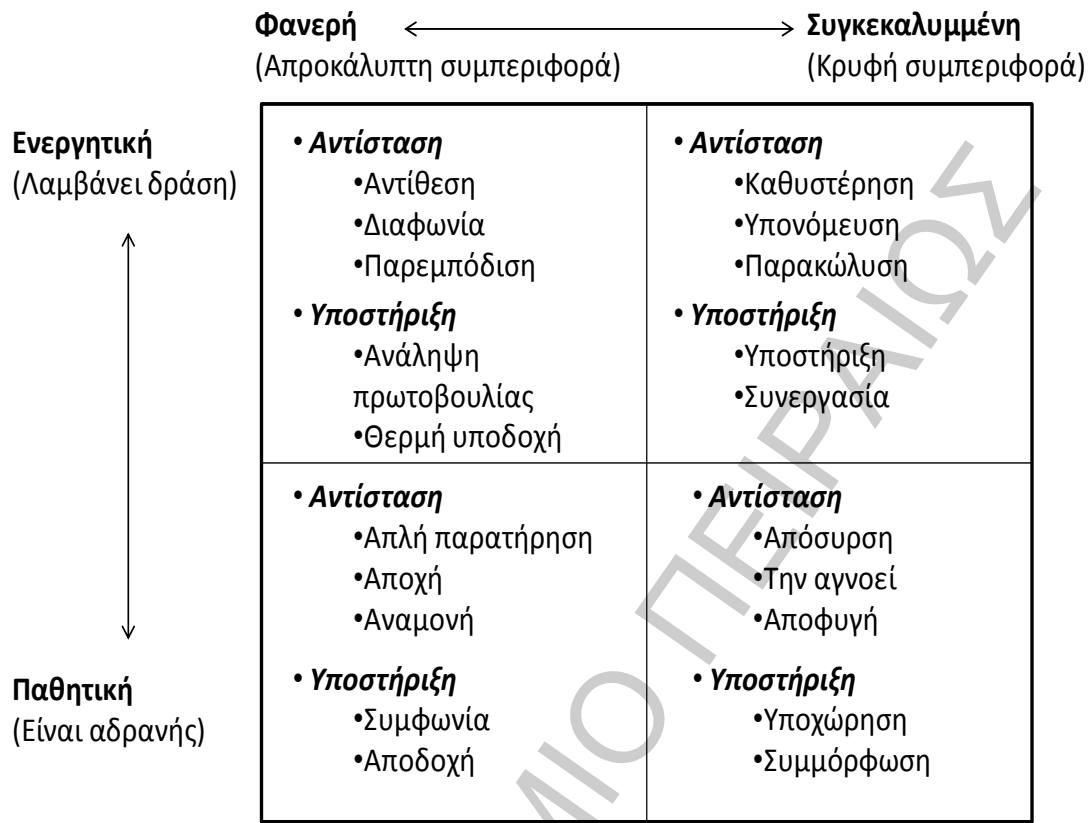 Φανερή
(Απροκάλυπτη συμπεριφορά)
Συγκεκαλυμμένη
(Κρυφή συμπεριφορά)
Ενεργητική
(Λαμβάνει δράση)
• Αντίσταση
•Αντίθεση
•Διαφωνία
•Παρεμπόδιση
• Υποστήριξη
•Ανάληψη
πρωτοβουλίας
•Θερμή υποδοχή
• Αντίσταση
•Καθυστέρηση
•Υπονόμευση
•Παρακώλυση
• Υποστήριξη
•Υποστήριξη
•Συνεργασία
Παθητική
(Είναι αδρανής)
• Αντίσταση
•Απλή παρατήρηση
•Αποχή
•Αναμονή
• Υποστήριξη
•Συμφωνία
•Αποδοχή
• Αντίσταση
•Απόσυρση
•Την αγνοεί
•Αποφυγή
• Υποστήριξη
•Υποχώρηση
•Συμμόρφωση
ΜΙΟ ΠΕΙΡΑΙΩΣ